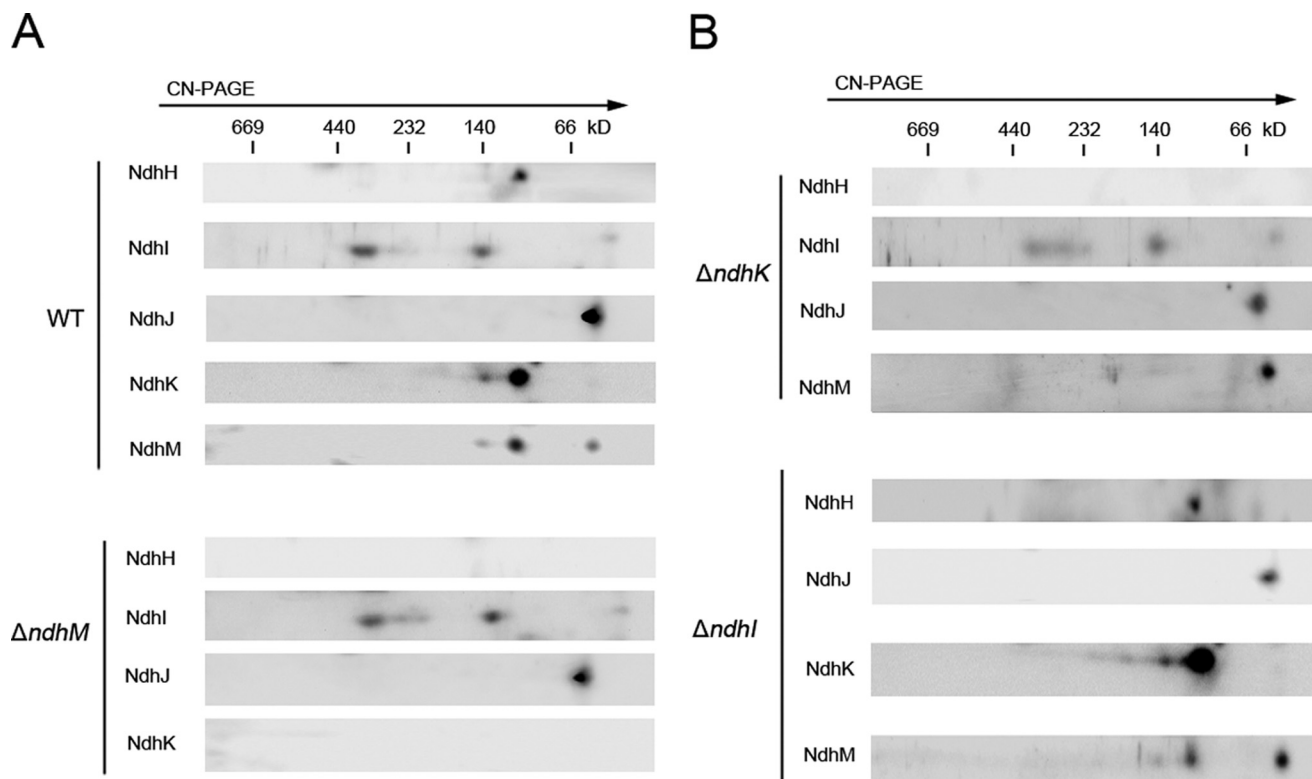 A
CN-PAGE
669 440 232 140 66 kD
WT
NdhH
NdhI
NdhJ
NdhK
NdhM
ΔndhM
NdhH
NdhI
NdhJ
NdhK
B
CN-PAGE
669 440 232 140 66 kD
ΔndhK
NdhH
NdhI
NdhJ
NdhM
ΔndhI
NdhH
NdhJ
NdhK
NdhM